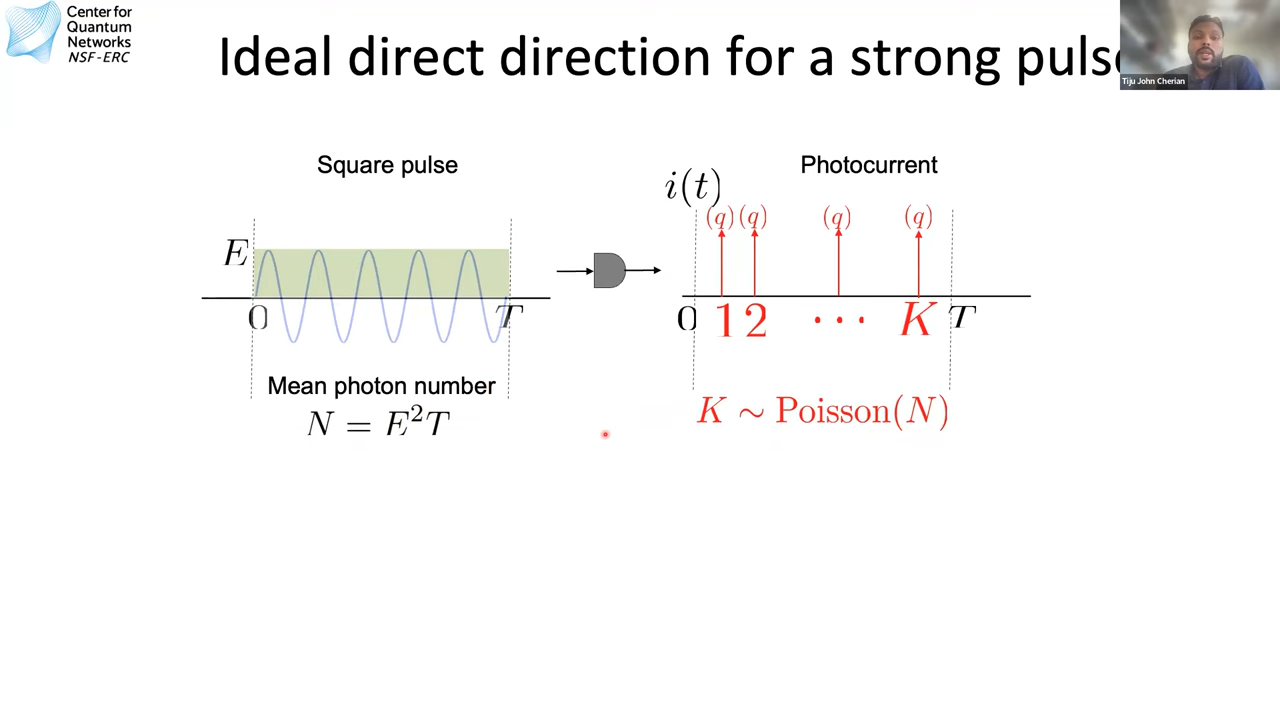 Center for
Quantum
Networks
NSF-ERC
Ideal direct direction for a strong pulse
Tiju John Cherian
Square pulse
E
0
T
Mean photon number
N = E²T
Photocurrent
i(t)
(q) (q) (q) (q)
0 1 2 ··· K T
K ∼ Poisson(N)